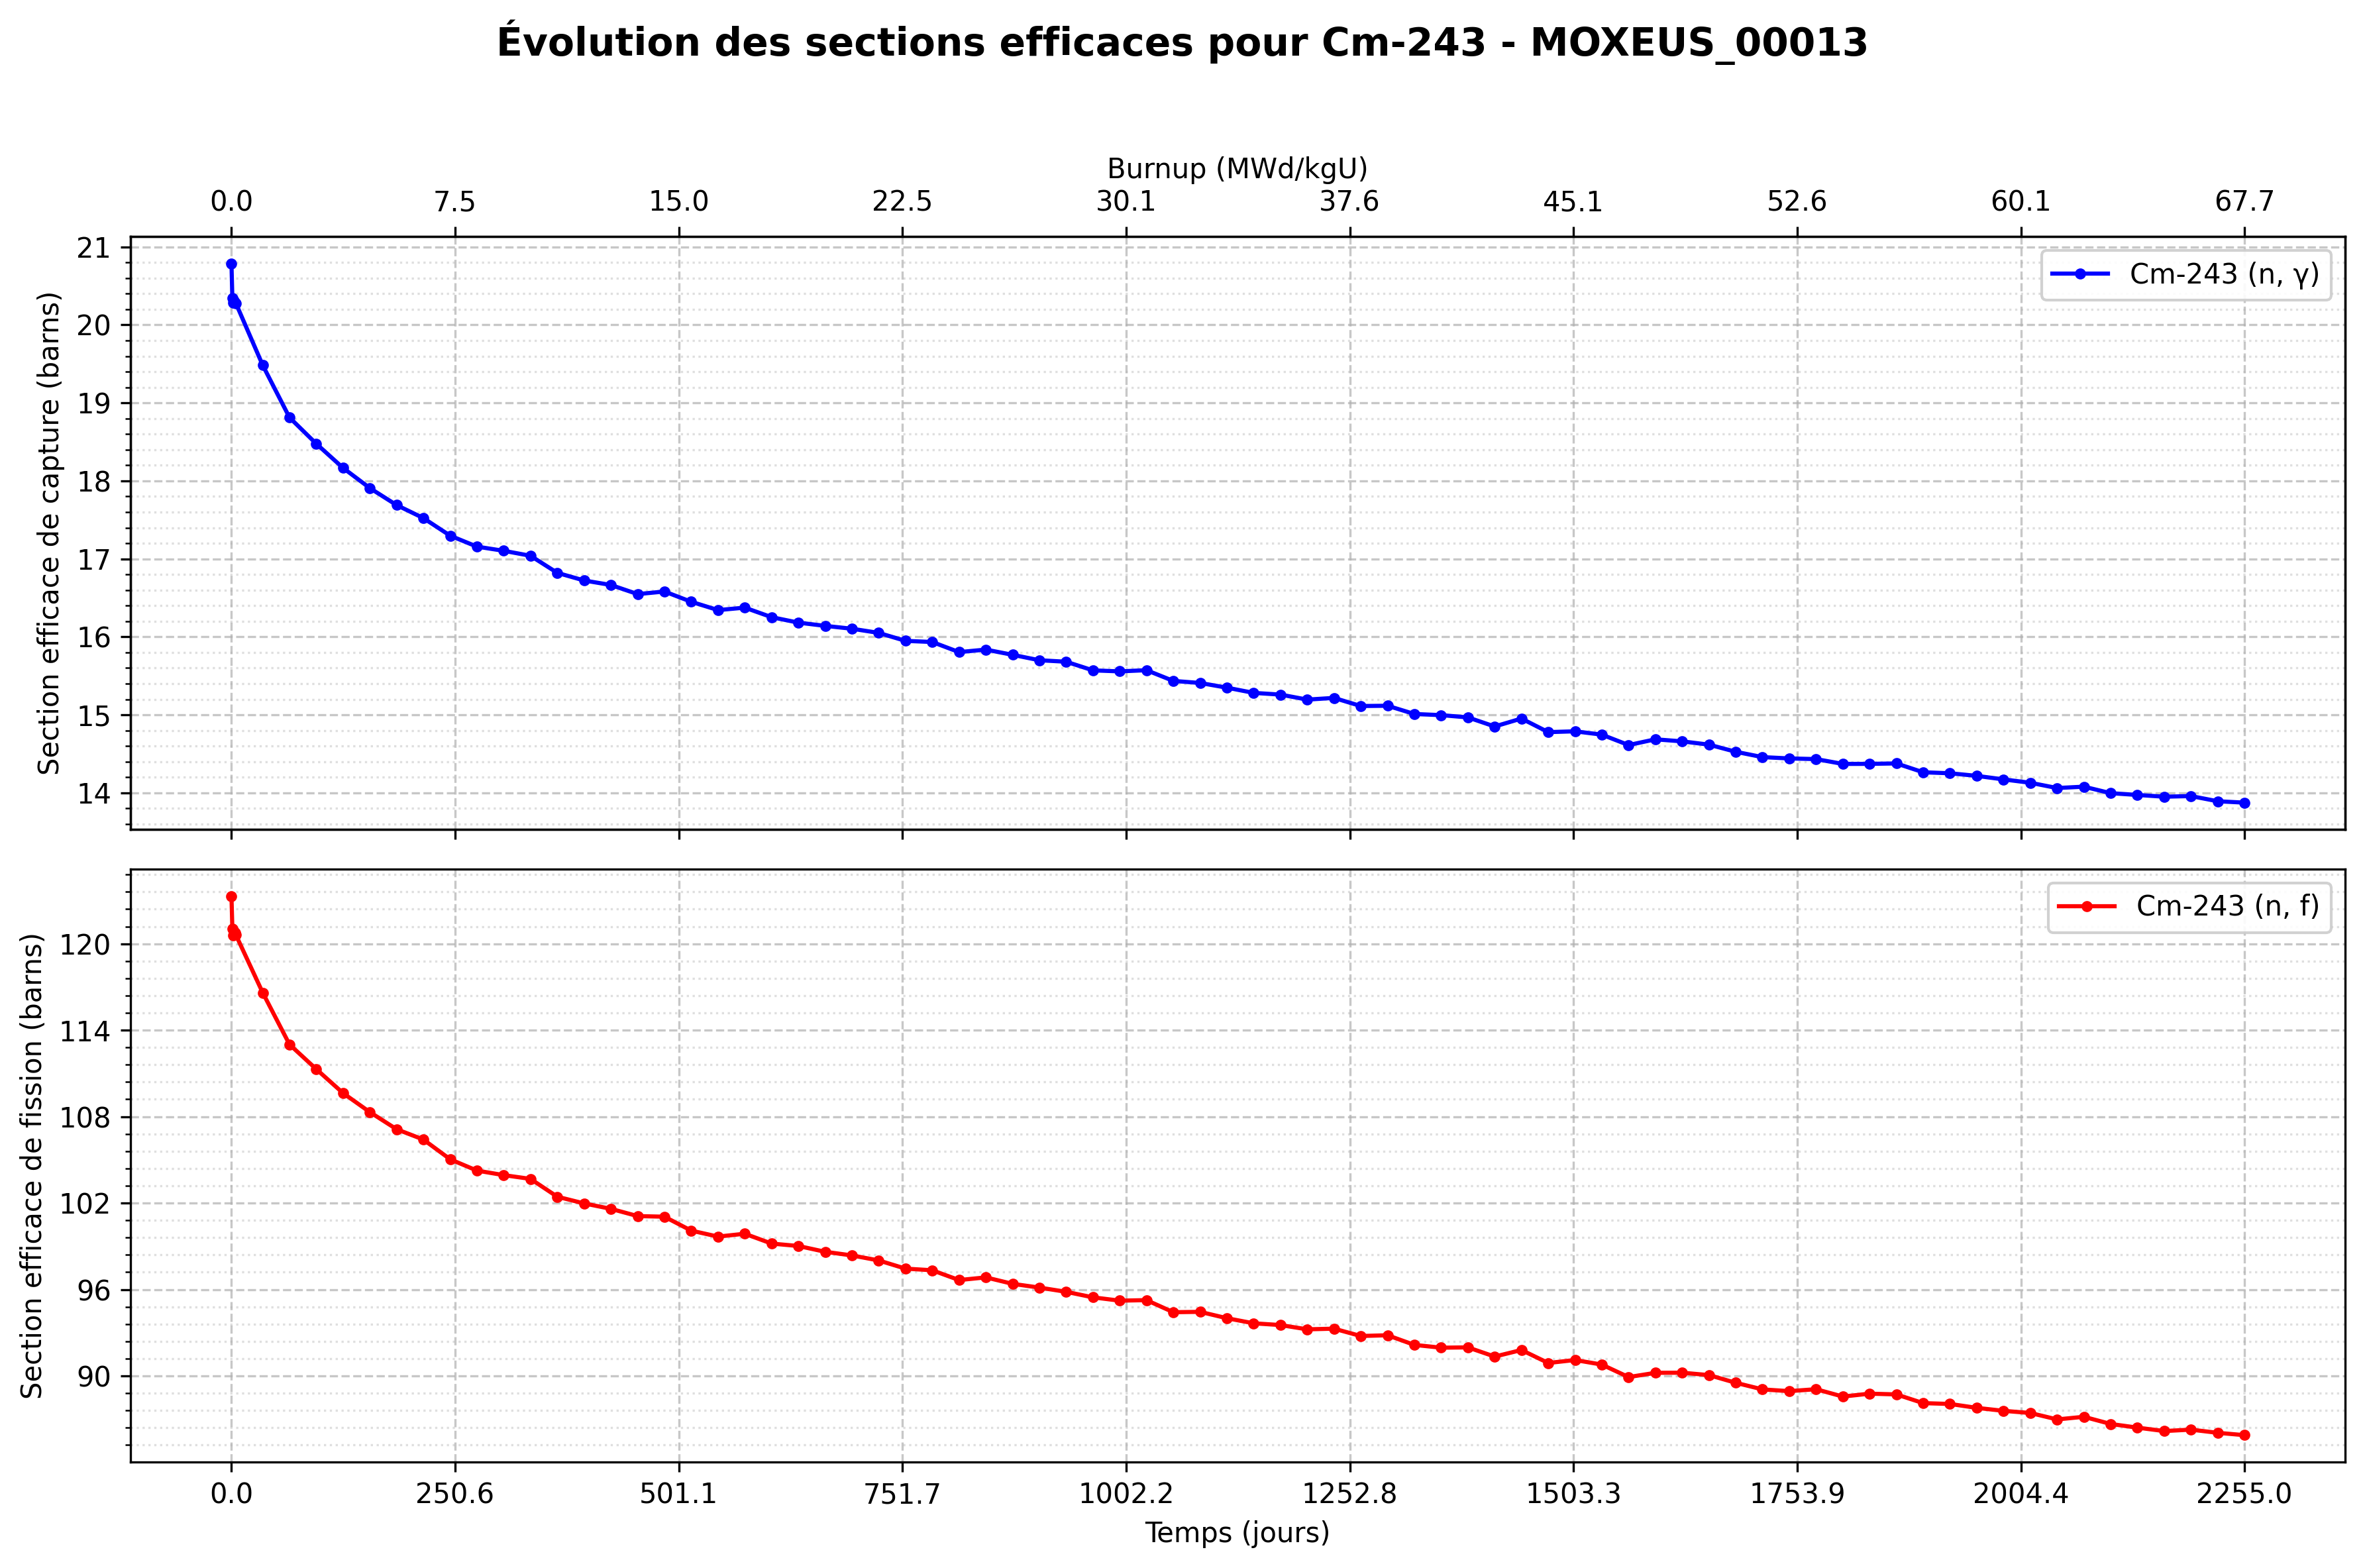 Évolution des sections efficaces pour Cm-243 - MOXEUS_00013
Burnup (MWd/kgU)
0.0 7.5 15.0 22.5 30.1 37.6 45.1 52.6 60.1 67.7
Section efficace de capture (barns)
21
20
19
18
17
16
15
14
Cm-243 (n, γ)
Section efficace de fission (barns)
120
114
108
102
96
90
Cm-243 (n, f)
0.0 250.6 501.1 751.7 1002.2 1252.8 1503.3 1753.9 2004.4 2255.0
Temps (jours)